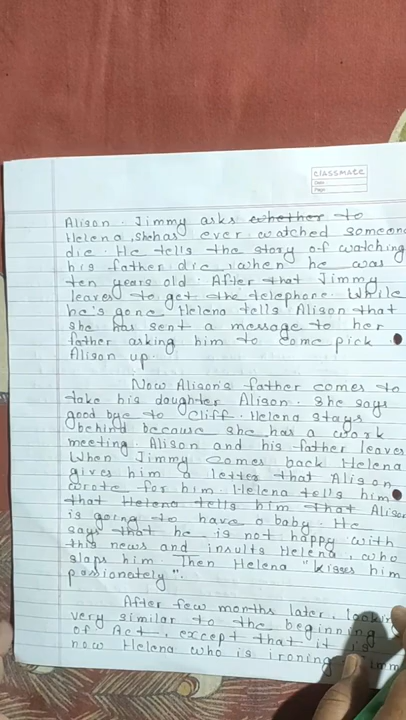 CLASSMATE
Date
Page
Alison. Jimmy asks whether to
Helena, she has ever watched someone
die. He tells the story of watching
his father die, when he was
ten years old. After that Jimmy
leaves to get the telephone. While
he's gone Helena tells Alison that
she has sent a message to her
father asking him to come pick
Alison up.
Now Alison's father comes to
take his daughter Alison. She says
good bye to Cliff. Helena stays
behind because she has a work
meeting. Alison and his father leaves
When Jimmy comes back Helena
gives him a letter that Alison
wrote for him. Helena tell's him
that Helena tells him that Alison
is going to have a baby. He
says that he is not happy with
this news and insults Helena, who
slaps him. Then Helena "kisses him
passionately".
After few months later, lookin
very similar to the beginning
of Act, except that it is
now Helena who is ironing.